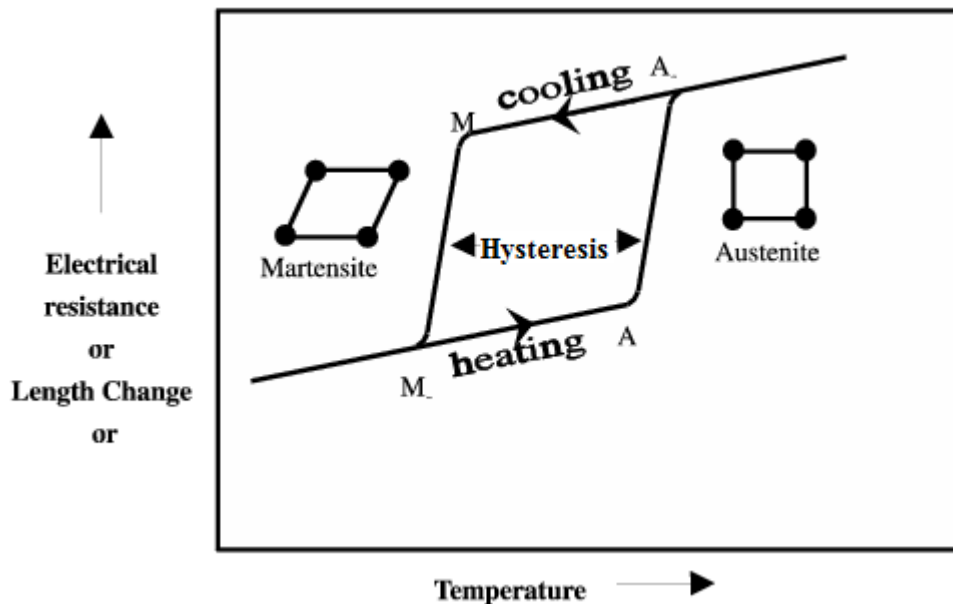 cooling
A-
M
Hysteresis
Martensite
Austenite
heating
A
M-
Electrical
resistance
or
Length Change
or
Temperature